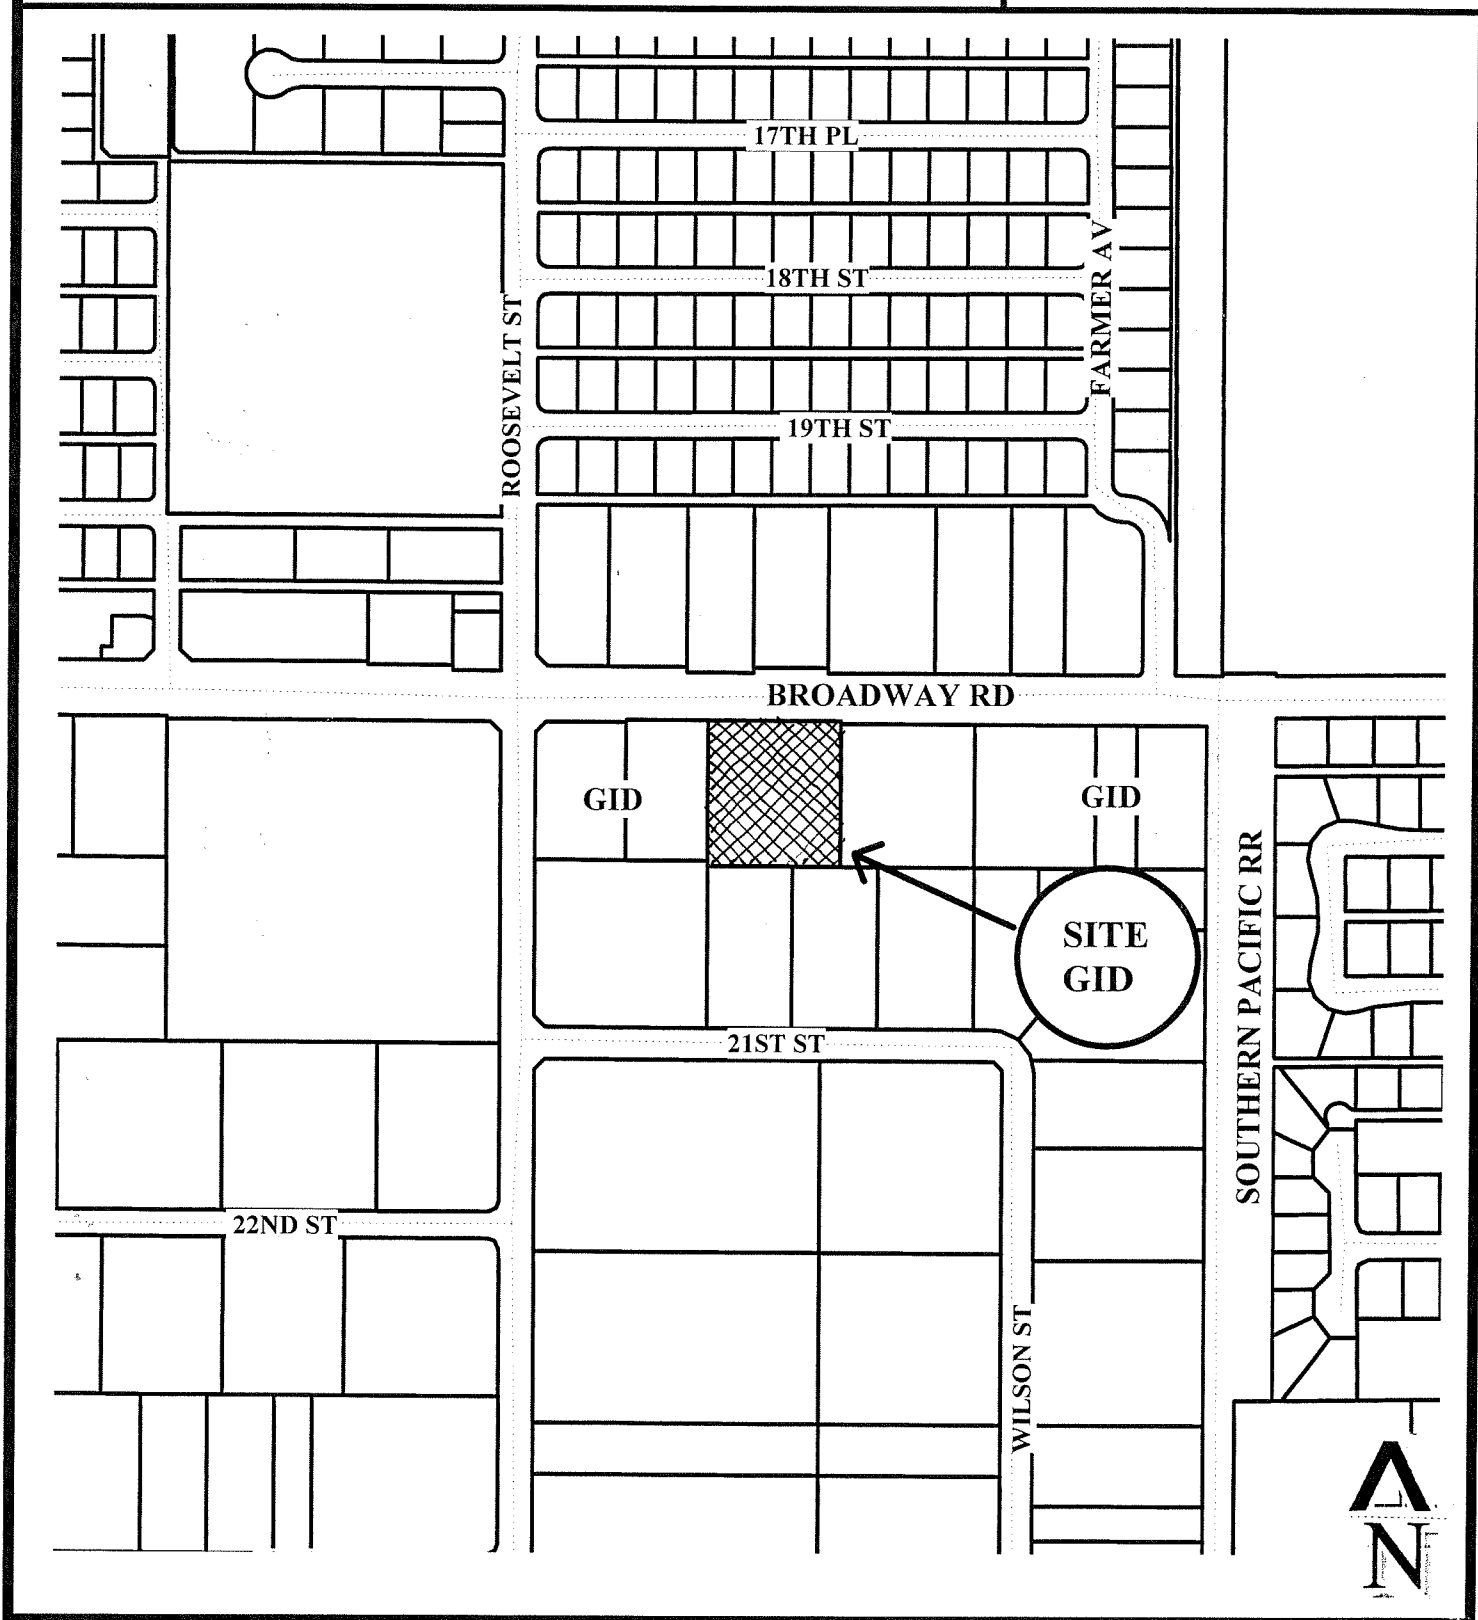 17TH PL
18TH ST
FARMER AV
ROOSEVELT ST
19TH ST
BROADWAY RD
GID
GID
SITE
GID
SOUTHERN PACIFIC RR
21ST ST
22ND ST
WILSON ST
N